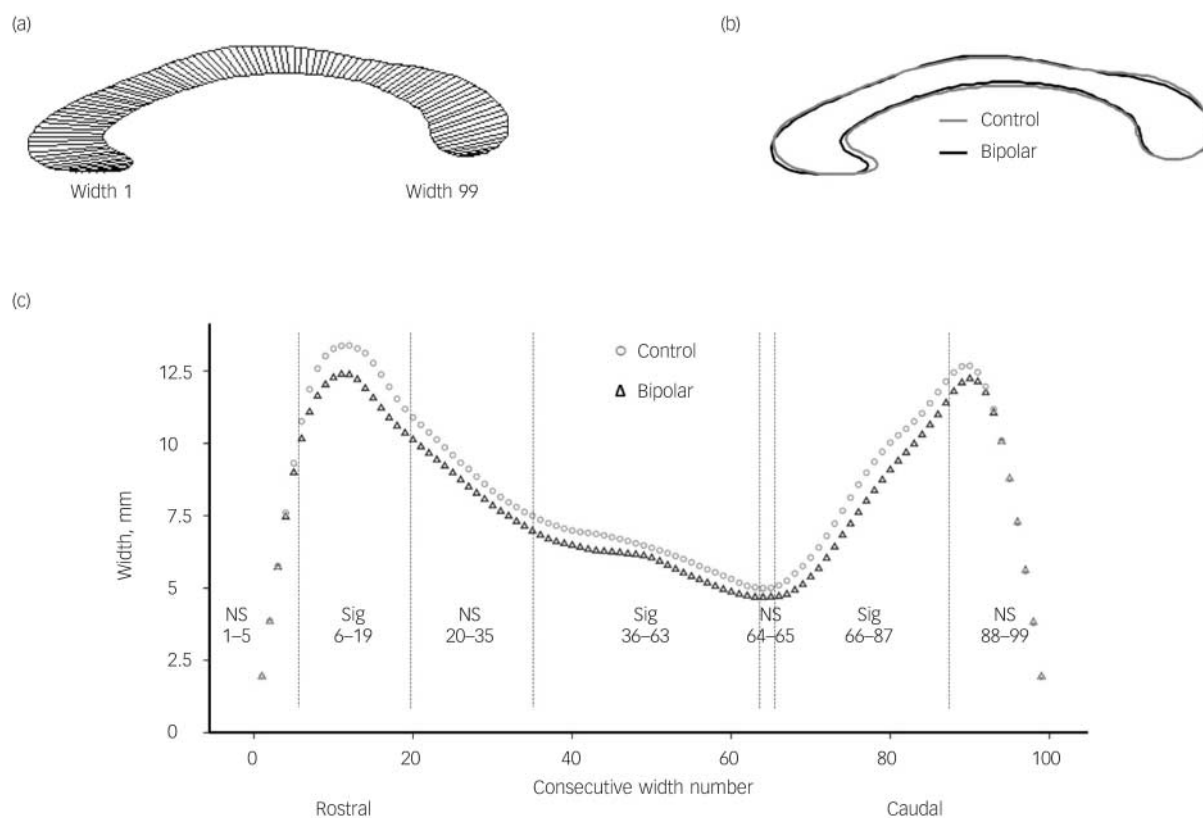 (a)
Width 1
Width 99
(b)
Control
Bipolar
(c)
Width, mm
12.5
10
7.5
5
2.5
0
Control
Bipolar
NS
1–5
Sig
6–19
NS
20–35
Sig
36–63
NS
64–65
Sig
66–87
NS
88–99
0
20
40
60
80
100
Consecutive width number
Rostral
Caudal